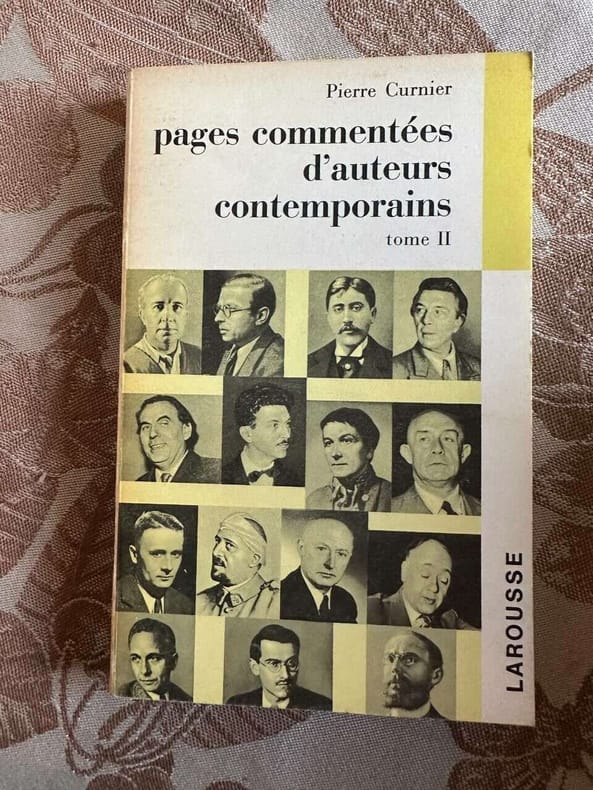 Pierre Curnier
pages commentées
d'auteurs
contemporains
tome II
LAROUSSE